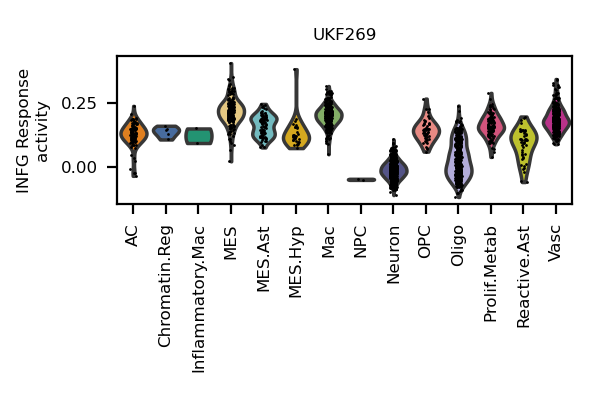 UKF269
INFG Response
activity
0.25
0.00
AC
Chromatin.Reg
Inflammatory.Mac
MES
MES.Ast
MES.Hyp
Mac
NPC
Neuron
OPC
Oligo
Prolif.Metab
Reactive.Ast
Vasc